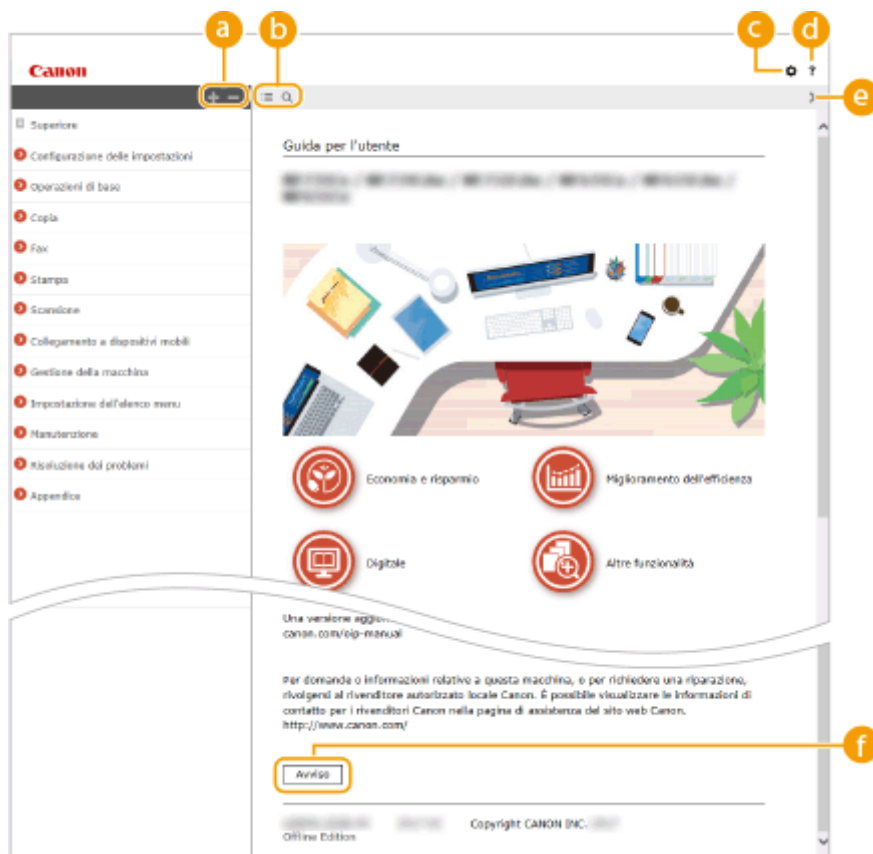 a
b
c
d
Canon
+ -
?
e
Superiore
Configurazione delle impostazioni
Operazioni di base
Copia
Fax
Stampa
Scansione
Collegamento a dispositivi mobili
Gestione della macchina
Impostazione dell'elenco menu
Manutenzione
Risoluzione dei problemi
Appendice
Guida per l'utente
Economia e risparmio
Miglioramento dell'efficienza
Digitale
Altre funzionalità
Una versione
canon.com/oip-manual
Per domande o informazioni relative a questa macchina, o per richiedere una riparazione,
rivolgersi al rivenditore autorizzato locale Canon. È possibile visualizzare le informazioni di
contatto per i rivenditori Canon nella pagina di assistenza del sito web Canon.
http://www.canon.com/
f
Avviso
Copyright CANON INC.
Offline Edition